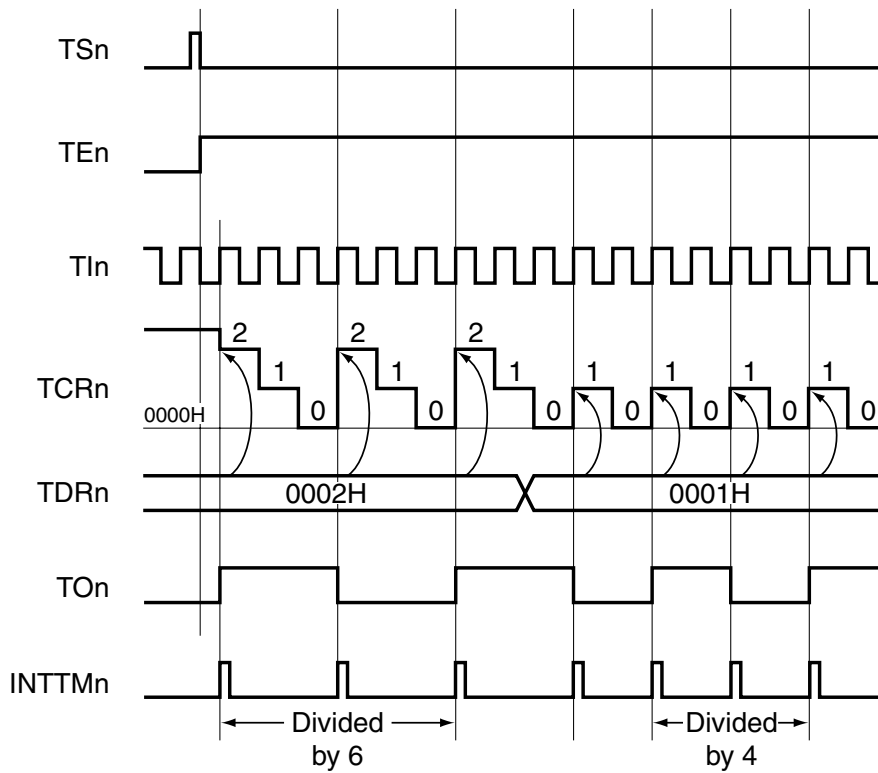 TSn
TEn
TIn
2 2 2
1 1 1 1 1 1 1
TCRn
0000H 0 0 0 0 0 0 0
TDRn 0002H 0001H
TOn
INTTMn
Divided by 6
Divided by 4